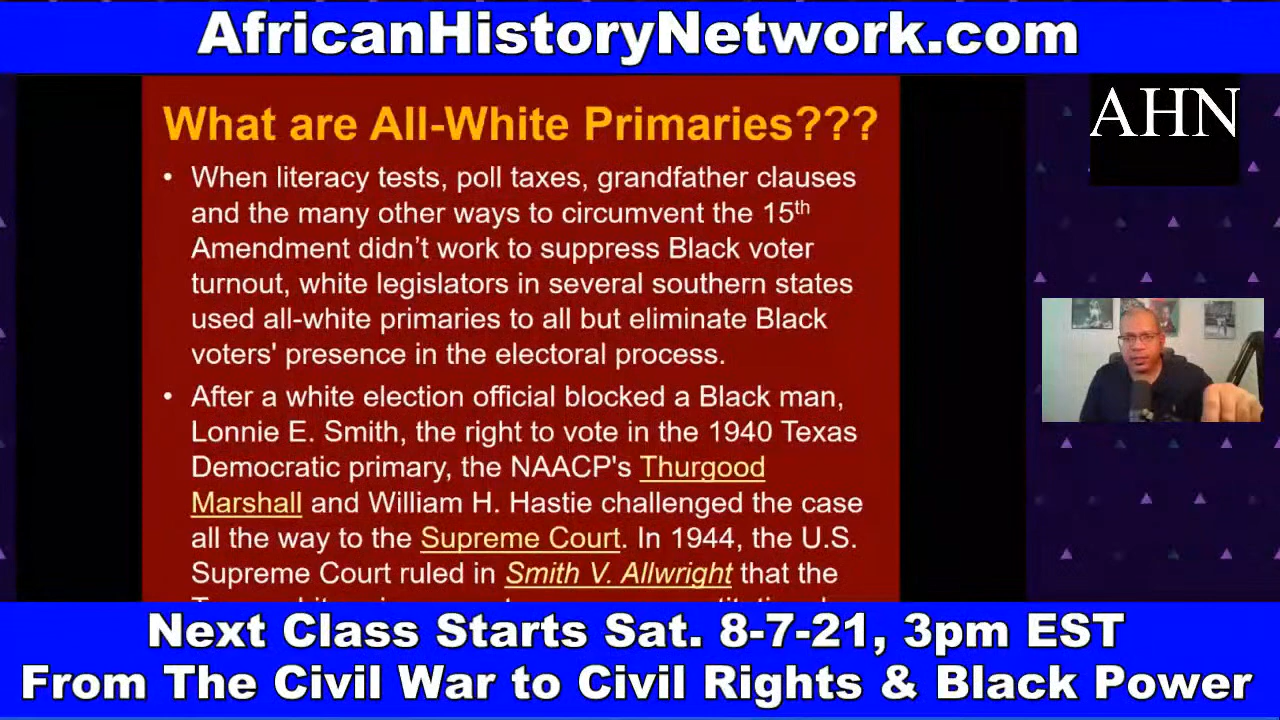 AfricanHistoryNetwork.com
AHN
What are All-White Primaries???
• When literacy tests, poll taxes, grandfather clauses
and the many other ways to circumvent the 15th
Amendment didn't work to suppress Black voter
turnout, white legislators in several southern states
used all-white primaries to all but eliminate Black
voters' presence in the electoral process.
• After a white election official blocked a Black man,
Lonnie E. Smith, the right to vote in the 1940 Texas
Democratic primary, the NAACP's Thurgood
Marshall and William H. Hastie challenged the case
all the way to the Supreme Court. In 1944, the U.S.
Supreme Court ruled in Smith V. Allwright that the
Next Class Starts Sat. 8-7-21, 3pm EST
From The Civil War to Civil Rights & Black Power